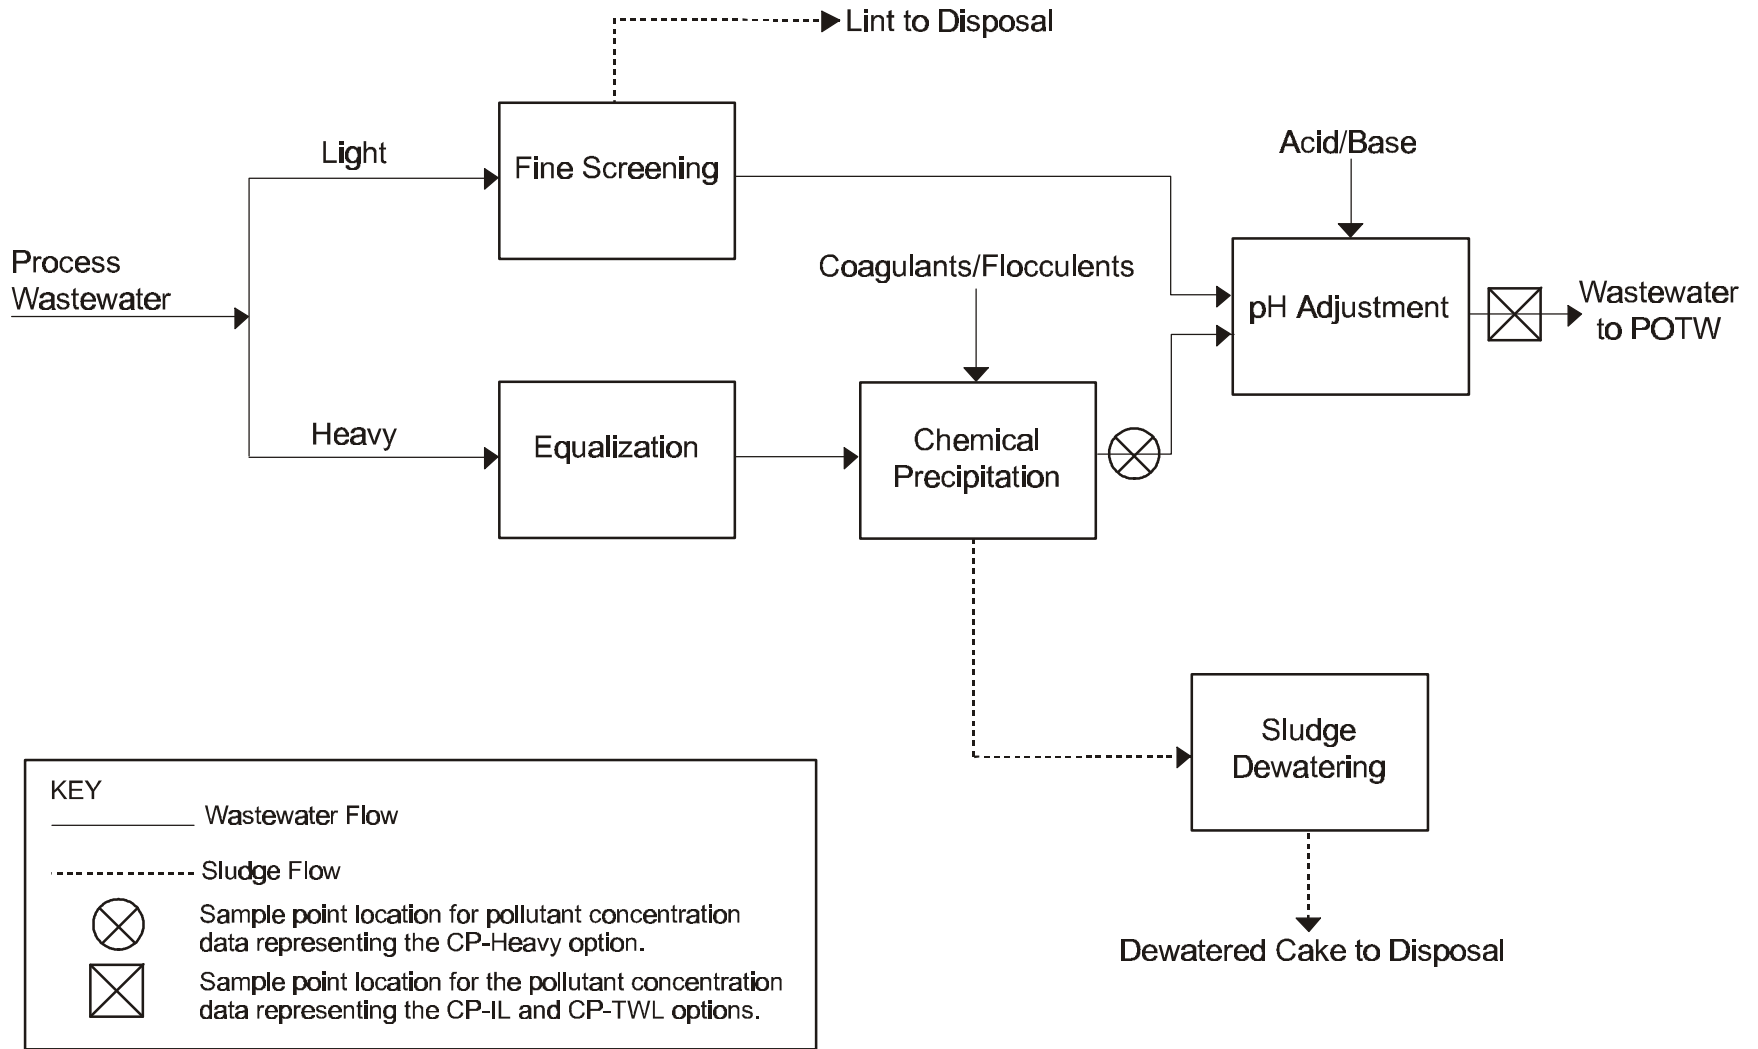 Lint to Disposal
Light
Fine Screening
Acid/Base
Process
Wastewater
Coagulants/Flocculents
pH Adjustment
Wastewater
to POTW
Heavy
Equalization
Chemical
Precipitation
Sludge
Dewatering
Dewatered Cake to Disposal
KEY
Wastewater Flow
Sludge Flow
Sample point location for pollutant concentration
data representing the CP-Heavy option.
Sample point location for the pollutant concentration
data representing the CP-IL and CP-TWL options.